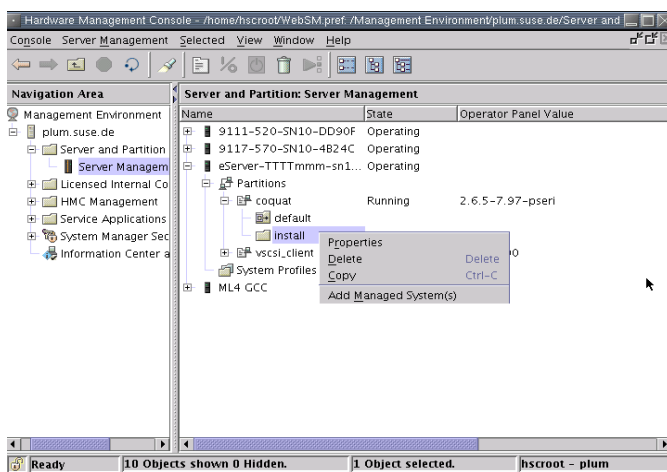 Hardware Management Console - /home/hscroot/WebSM.pref: /Management Environment/plum.suse.de/Server and
Console Server Management Selected View Window Help
Navigation Area
Server and Partition: Server Management
Management Environment
plum.suse.de
Server and Partition
Server Managem
Licensed Internal Co
HMC Management
Service Applications
System Manager Sec
Information Center a
Name State Operator Panel Value
9111-520-SN10-DD90F Operating
9117-570-SN10-4B24C Operating
eServer-TTTTmmm-sn1... Operating
Partitions
coquat Running 2.6.5-7.97-pseri
default
install
vscsi_client
System Profiles
ML4 GCC
Properties
Delete Delete
Copy Ctrl-C
Add Managed System(s)
Ready 10 Objects shown 0 Hidden. 1 Object selected. hscroot - plum